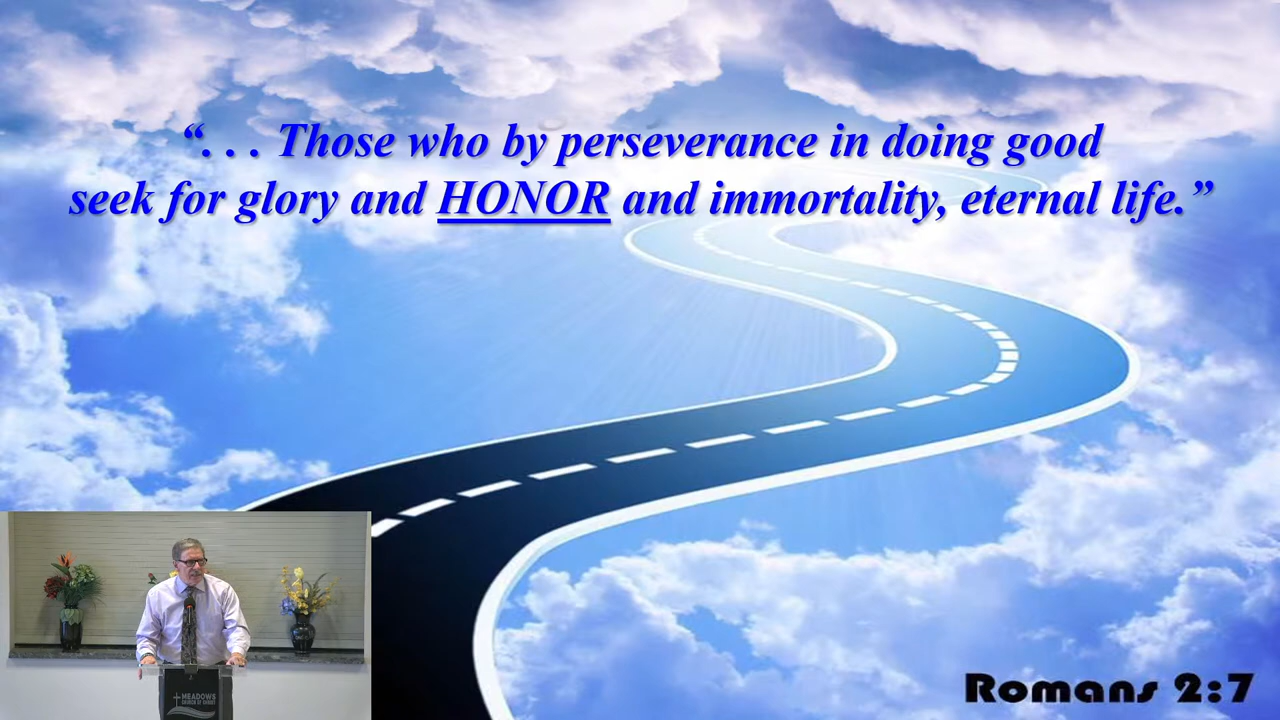 “. . . Those who by perseverance in doing good
seek for glory and HONOR and immortality, eternal life.”
MEADOWS
CHURCH OF CHRIST
Romans 2:7